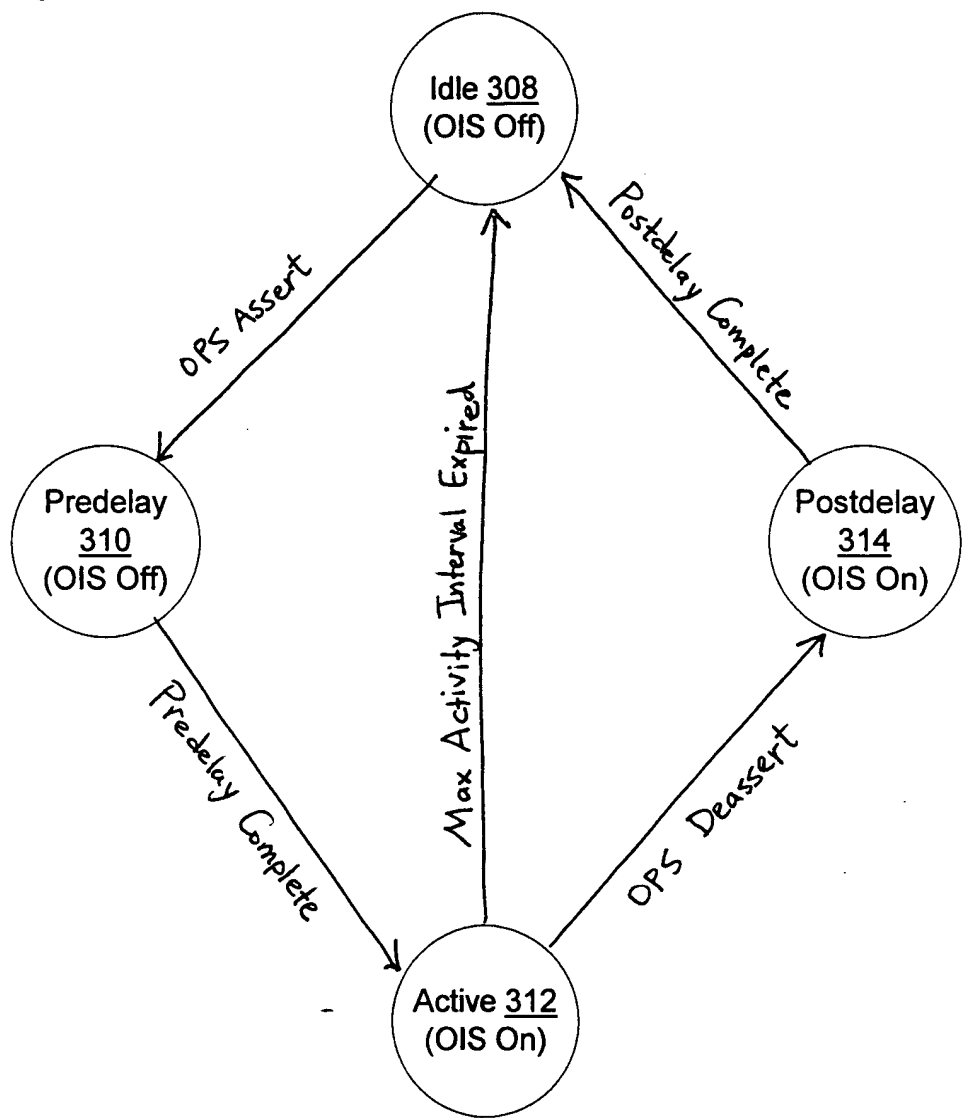 Idle 308
(OIS Off)
OPS Assert
Postdelay Complete
Predelay
310
(OIS Off)
Max Activity Interval Expired
Postdelay
314
(OIS On)
Predelay Complete
OPS Deassert
Active 312
(OIS On)